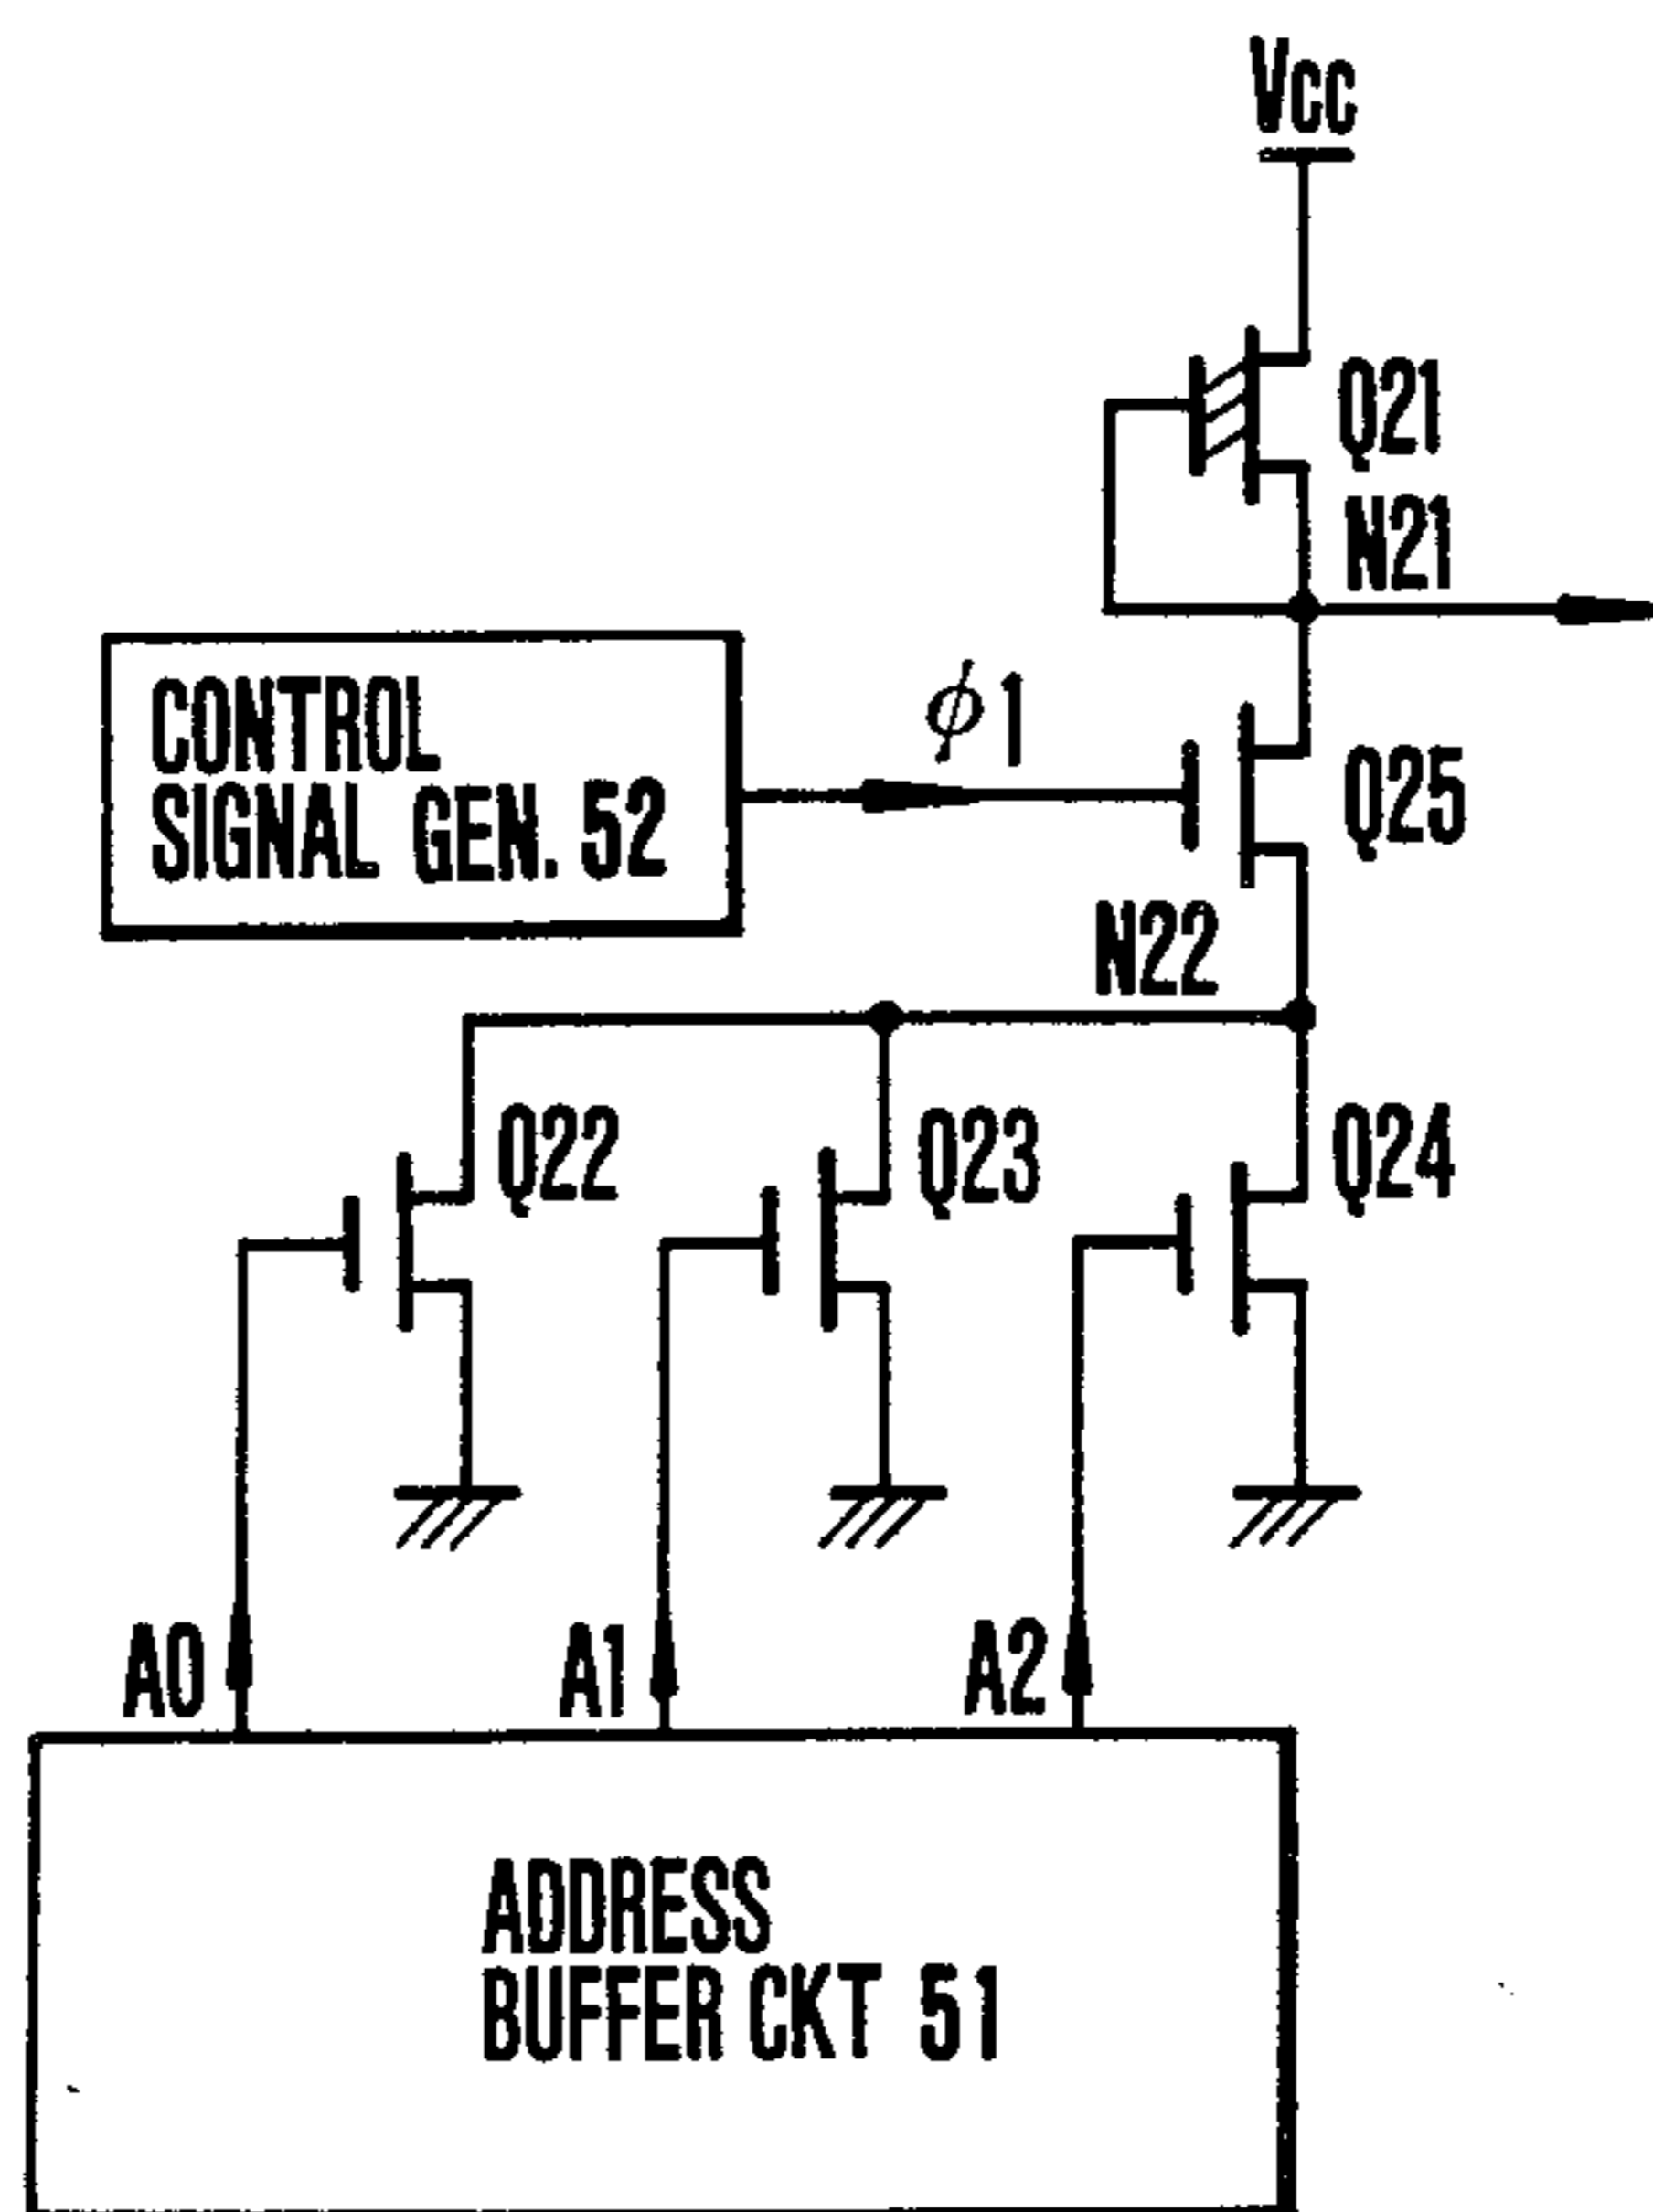 Vcc
Q21
N21
CONTROL
SIGNAL GEN. 52
ϕ1
Q25
N22
Q22
Q23
Q24
A0
A1
A2
ADDRESS
BUFFER CKT 51